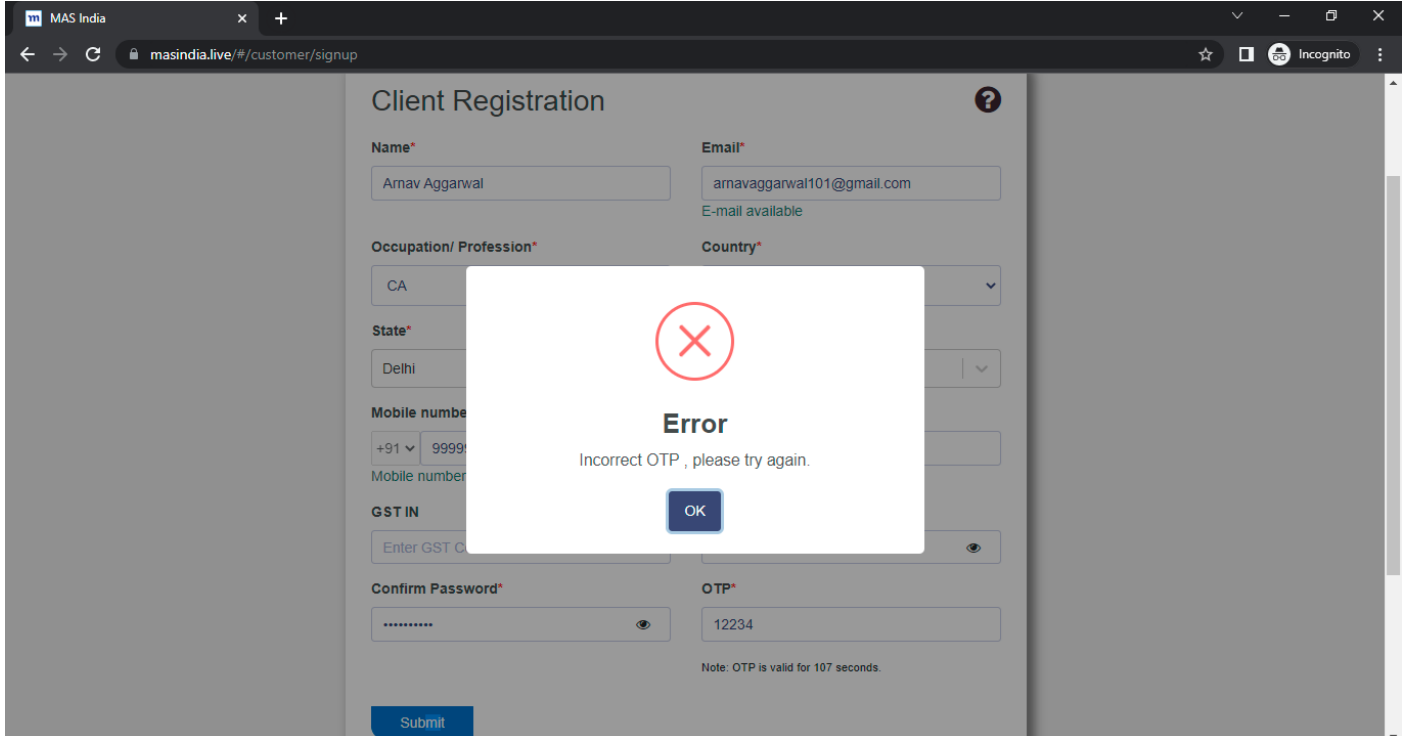 MAS India
masindia.live/#/customer/signup
Incognito
Client Registration
Name*
Email*
Arnav Aggarwal
arnavaggarwal101@gmail.com
E-mail available
Occupation/ Profession*
Country*
CA
State*
Delhi
Error
Incorrect OTP , please try again.
OK
+91
Mobile number
GST IN
Enter GST
Confirm Password*
OTP*
••••••••••
12234
Note: OTP is valid for 107 seconds.
Submit